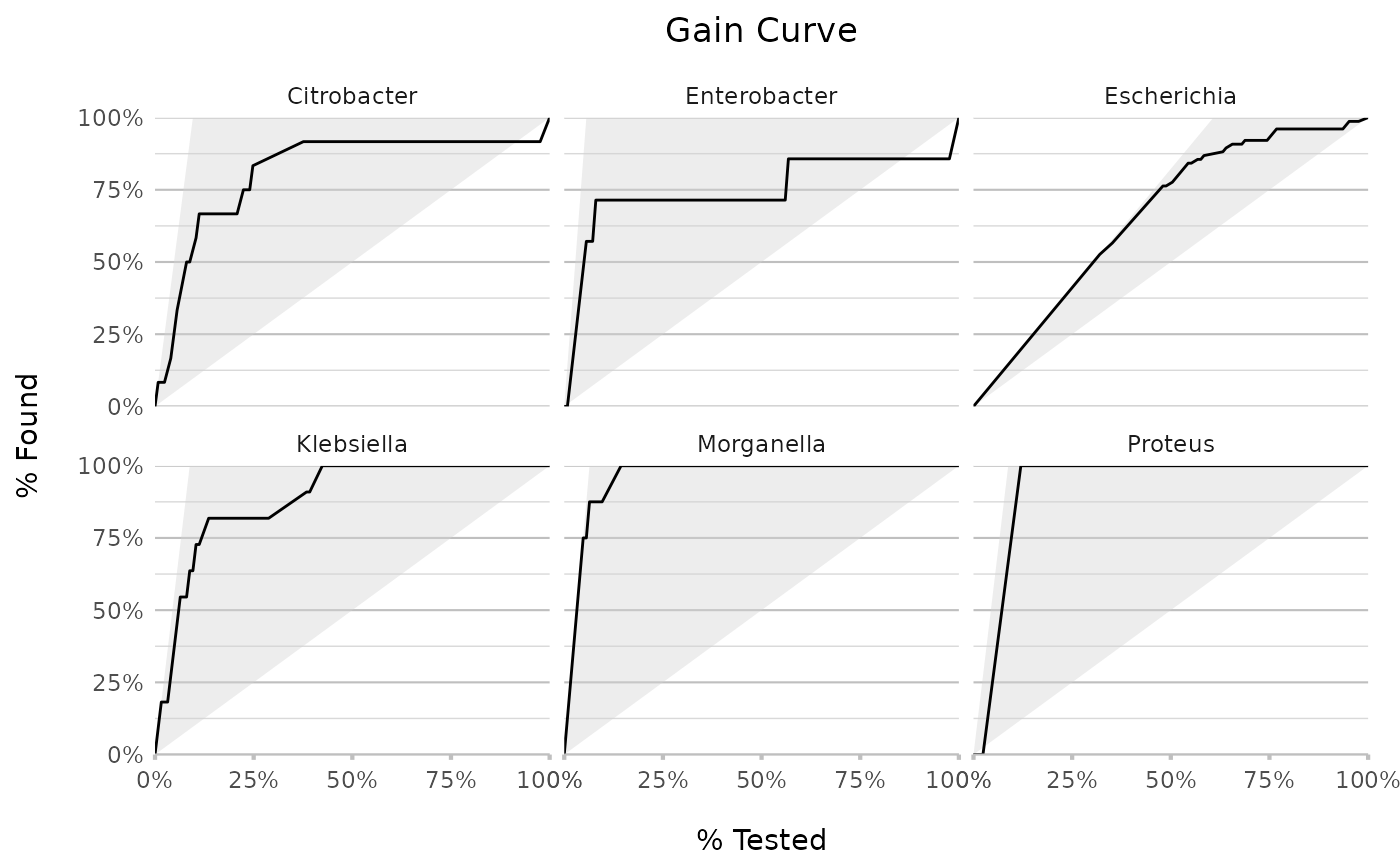 Gain Curve
Citrobacter Enterobacter Escherichia
100%
75%
50%
25%
0%
Klebsiella Morganella Proteus
100%
75%
50%
25%
0%
0% 25% 50% 75% 100% 0% 25% 50% 75% 100% 0% 25% 50% 75% 100%
% Found
% Tested